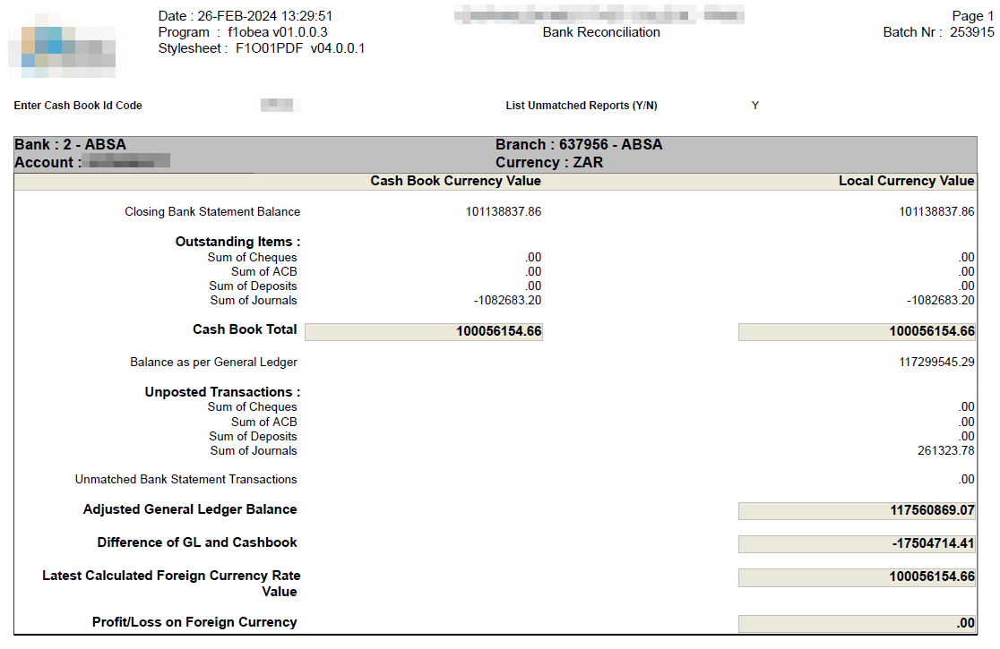 Date : 26-FEB-2024 13:29:51 Page 1
Program : f1obea v01.0.0.3 Bank Reconciliation Batch Nr : 253915
Stylesheet : F1O01PDF v04.0.0.1
Enter Cash Book Id Code List Unmatched Reports (Y/N) Y
Bank : 2 - ABSA Branch : 637956 - ABSA
Account : Currency : ZAR
Cash Book Currency Value Local Currency Value
Closing Bank Statement Balance 101138837.86 101138837.86
Outstanding Items :
Sum of Cheques .00 .00
Sum of ACB .00 .00
Sum of Deposits .00 .00
Sum of Journals -1082683.20 -1082683.20
Cash Book Total 100056154.66 100056154.66
Balance as per General Ledger 117299545.29
Unposted Transactions :
Sum of Cheques .00
Sum of ACB .00
Sum of Deposits .00
Sum of Journals 261323.78
Unmatched Bank Statement Transactions .00
Adjusted General Ledger Balance 117560869.07
Difference of GL and Cashbook -17504714.41
Latest Calculated Foreign Currency Rate 100056154.66
Value
Profit/Loss on Foreign Currency .00